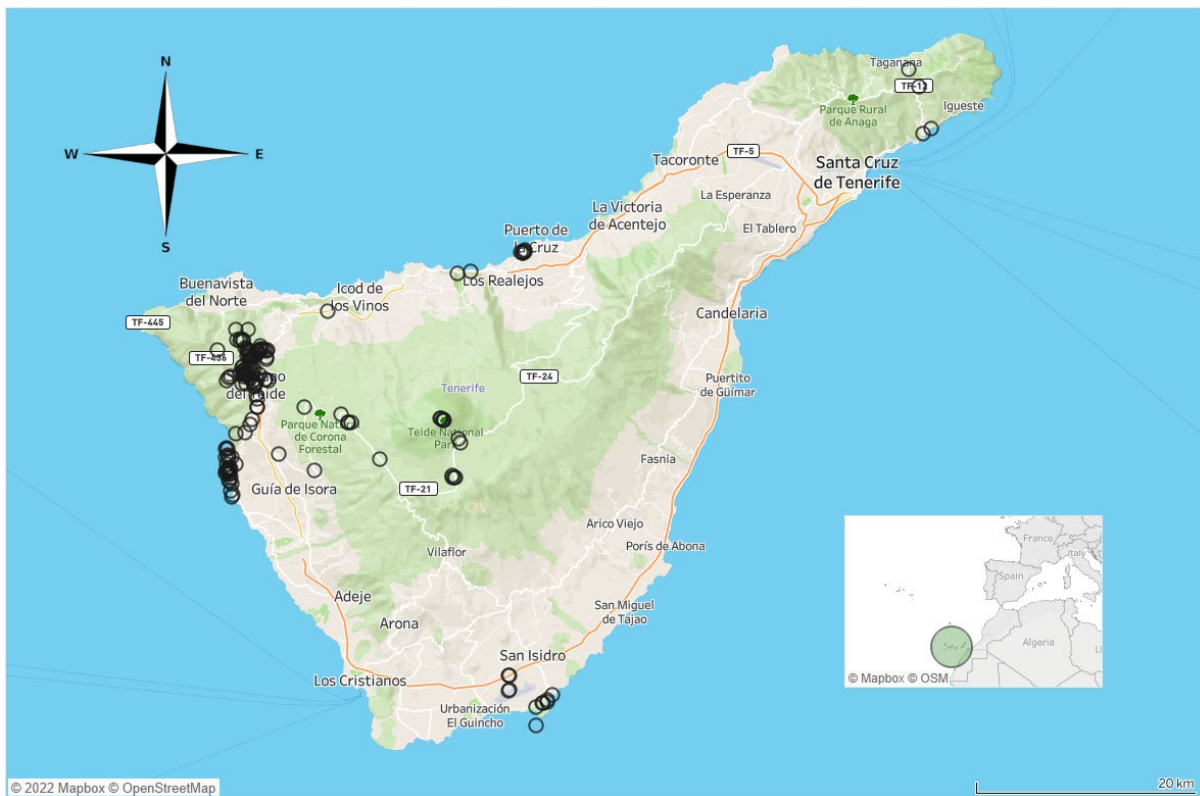 N
W
E
S
Taganana
TF-12
Igueste
Parque Rural
de Anaga
TF-5
Tacoronte
Santa Cruz
de Tenerife
La Esperanza
La Victoria
de Acentejo
El Tablero
Puerto de
la Cruz
Los Realejos
Buenavista
del Norte
Icod de
los Vinos
TF-445
Candelaria
TF-436
del Teide
TF-24
Tenerife
Puertito
de Güímar
Parque Natural
de Corona
Forestal
Teide National
Park
Fasnia
TF-21
Guía de Isora
Arico Viejo
Vilaflor
Porís de Abona
Adeje
San Miguel
de Tajao
Arona
San Isidro
Los Cristianos
Urbanización
El Guincho
France
Italy
Spain
Algeria
Li
© Mapbox © OSM
© 2022 Mapbox © OpenStreetMap
20 km